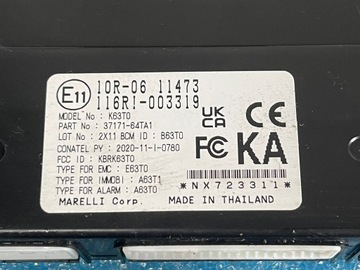 E11 10R-06 11473
116RI-003319
MODEL No : K63T0
PART No : 37171-64TA1
LOT No : 2X11 BCM ID : B63T0
CONATEL PY : 2020-11-I-0780
FCC ID : KBRK63T0
TYPE FOR EMC : E63T0
TYPE FOR IMMOBI : A63T1
TYPE FOR ALARM : A63T0
MARELLI Corp.
UK CA CE
FC KA
*NX723311*
MADE IN THAILAND